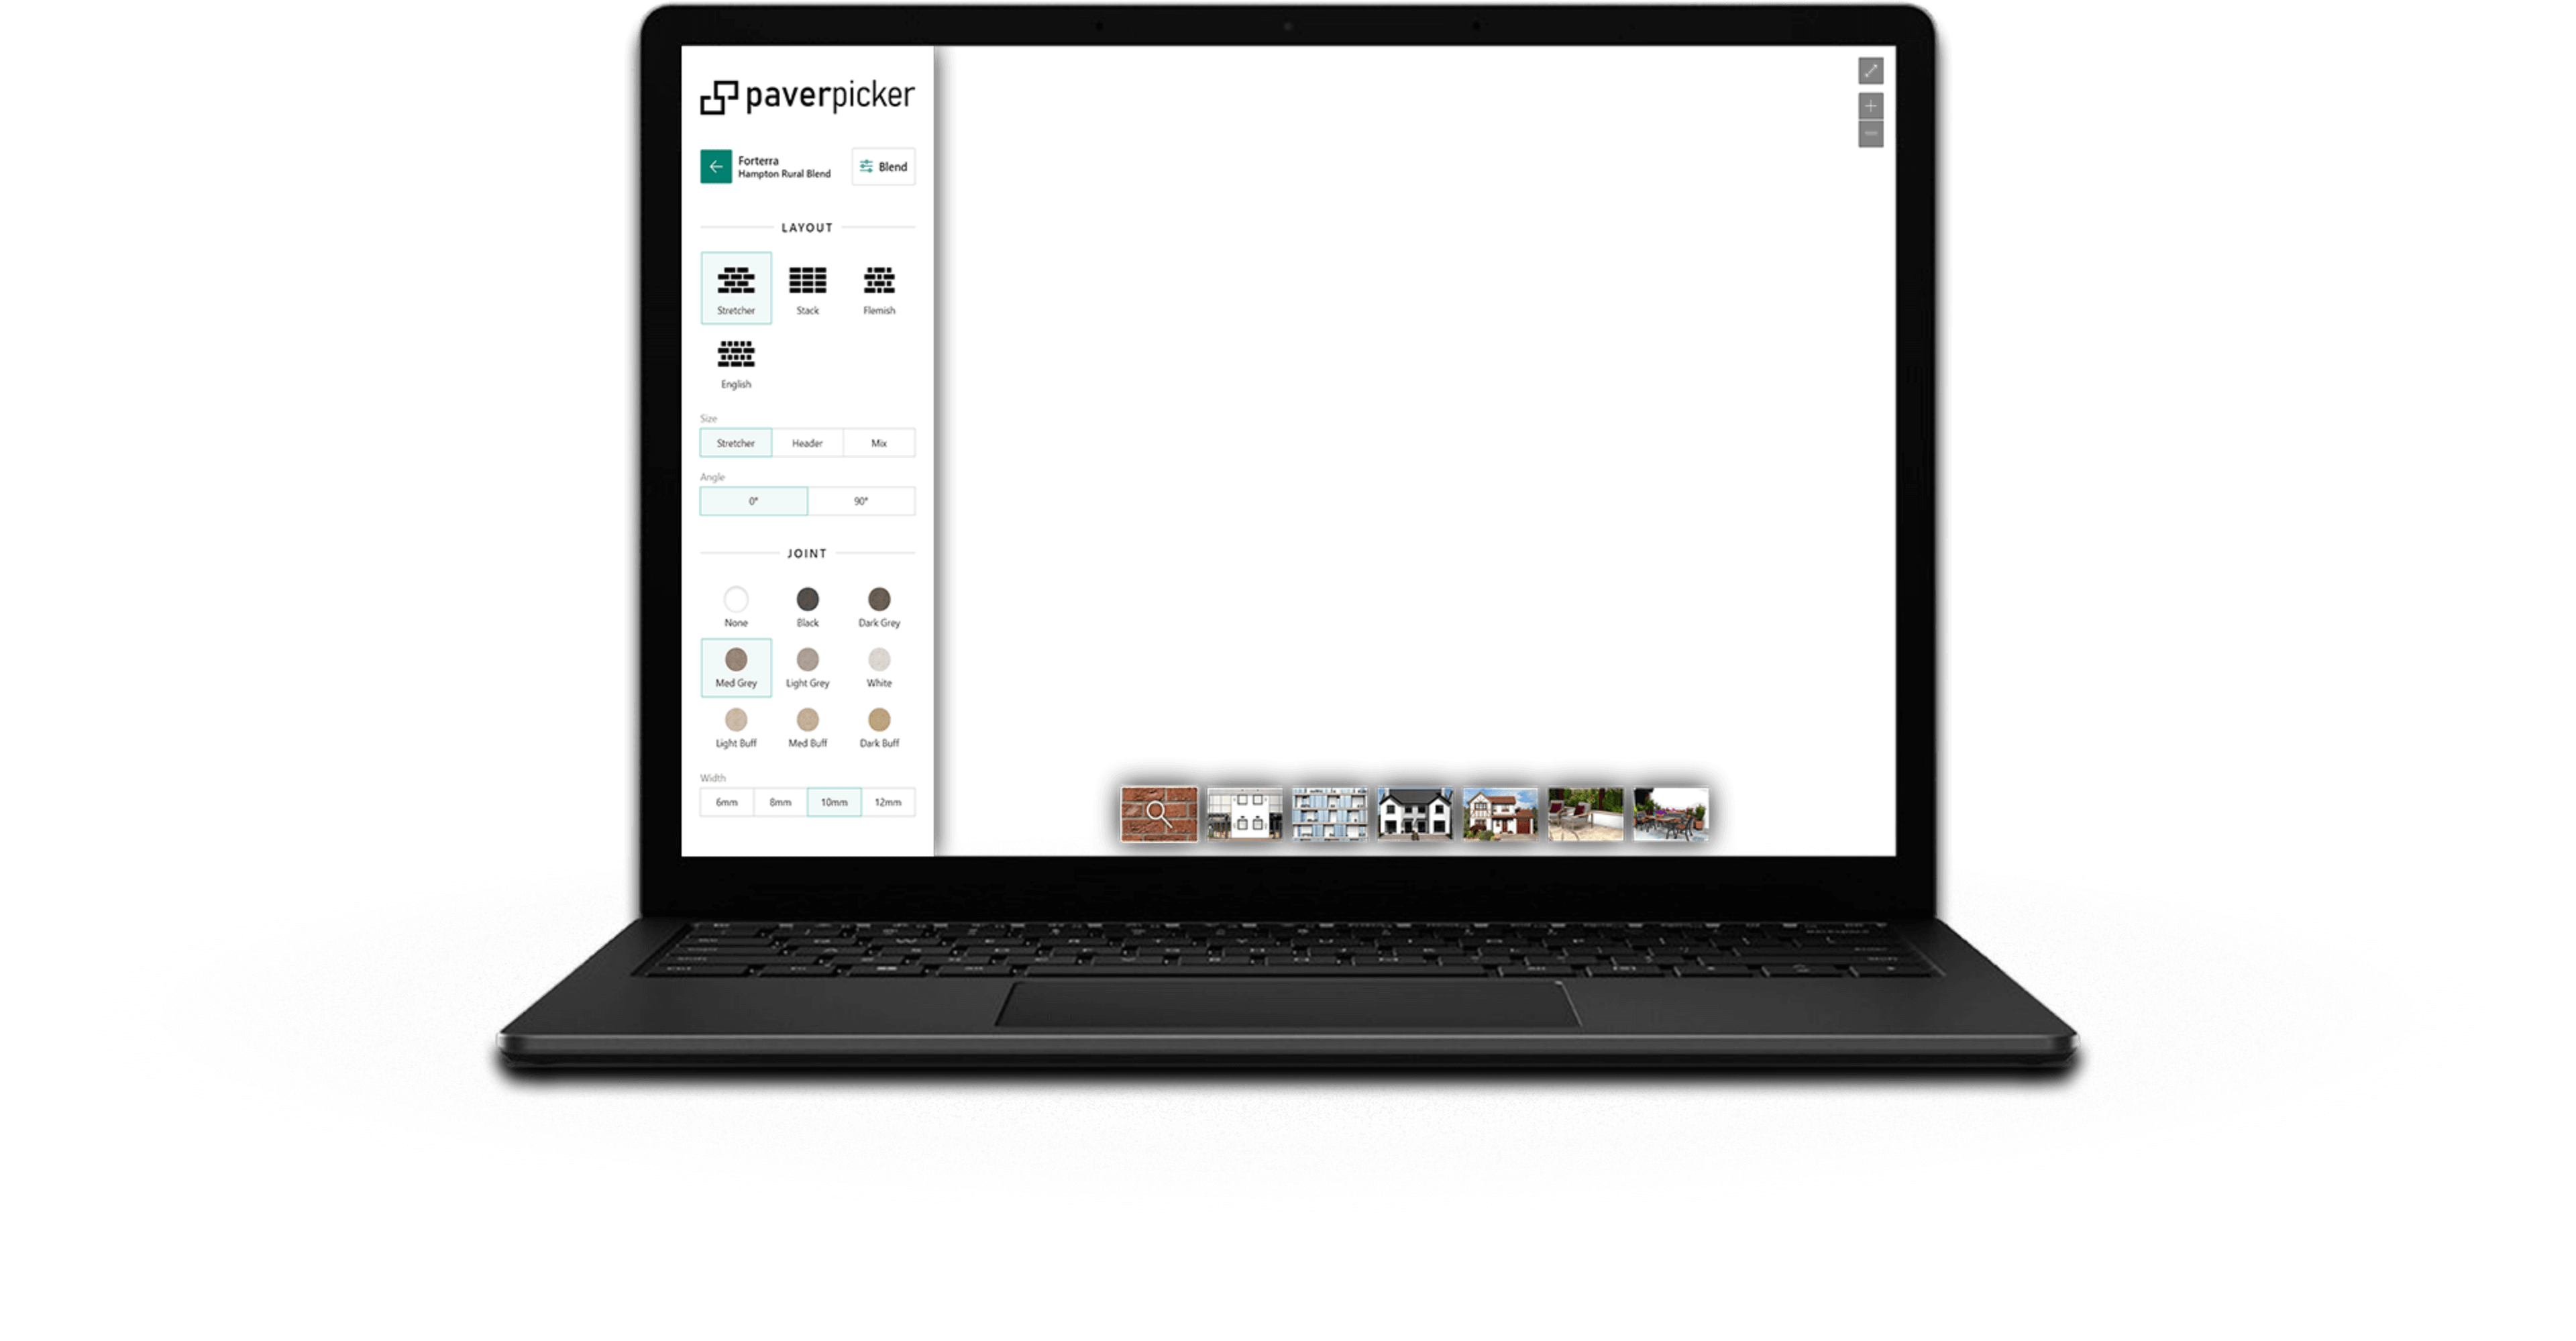 paverpicker
Forterra
Hampton Rural Blend
Blend
LAYOUT
Stretcher
Stack
Flemish
English
Size
Stretcher
Header
Mix
Angle
0°
90°
JOINT
None
Black
Dark Grey
Med Grey
Light Grey
White
Light Buff
Med Buff
Dark Buff
Width
6mm
8mm
10mm
12mm